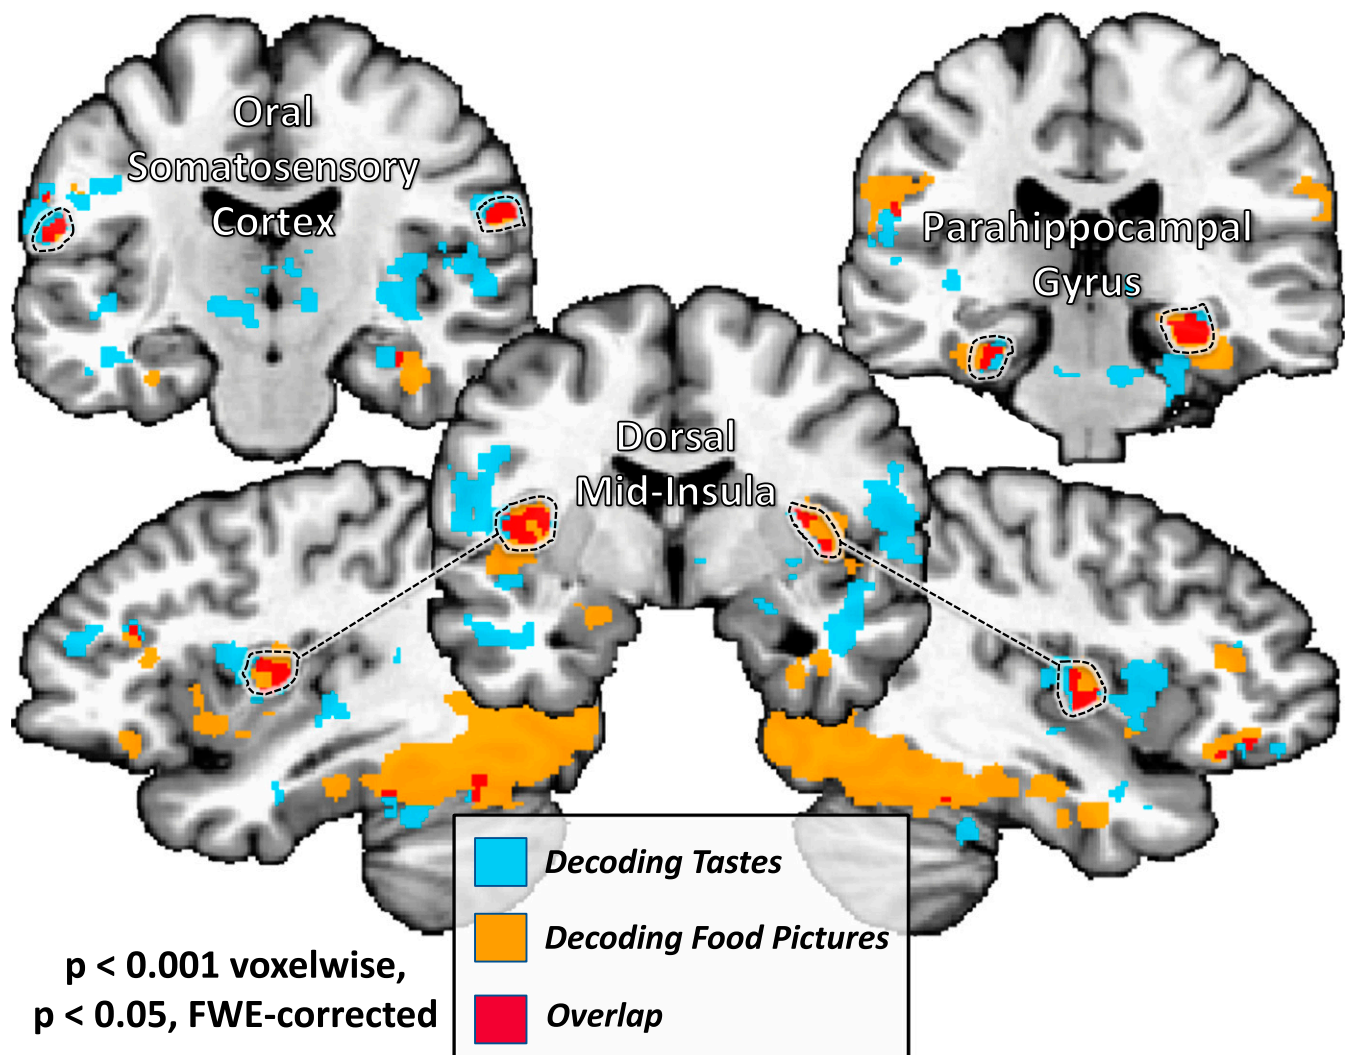 Oral
Somatosensory
Cortex
Parahippocampal
Gyrus
Dorsal
Mid-Insula
Decoding Tastes
Decoding Food Pictures
Overlap
p < 0.001 voxelwise,
p < 0.05, FWE-corrected